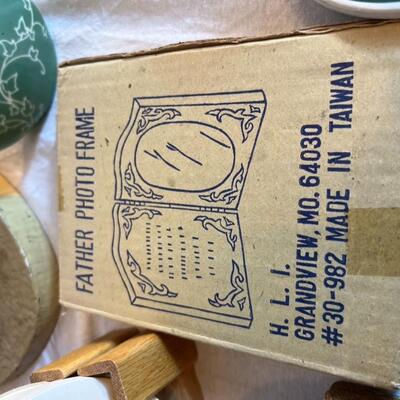 FATHER PHOTO FRAME
H. L. I.
GRANDVIEW, MO. 64030
#30-982 MADE IN TAIWAN